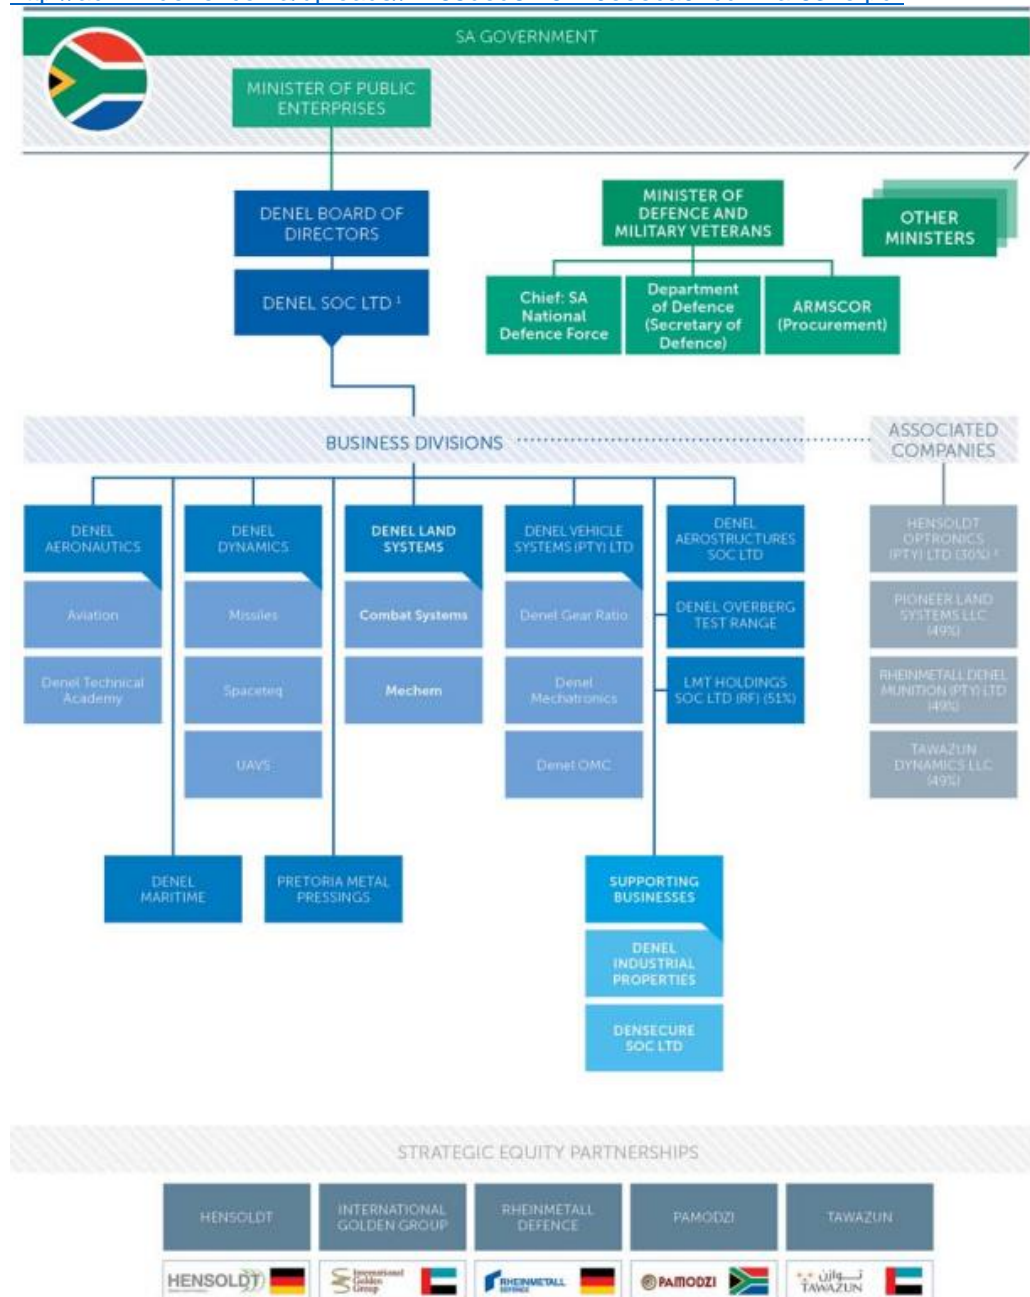 SA GOVERNMENT
MINISTER OF PUBLIC
ENTERPRISES
DENEL BOARD OF
DIRECTORS
DENEL SOC LTD 1
MINISTER OF
DEFENCE AND
MILITARY VETERANS
OTHER
MINISTERS
Chief: SA
National
Defence Force
Department
of Defence
(Secretary of
Defence)
ARMSCOR
(Procurement)
BUSINESS DIVISIONS
ASSOCIATED
COMPANIES
DENEL
AERONAUTICS
Aviation
Denel Technical
Academy
DENEL
DYNAMICS
Missiles
Spaceteq
UAVS
DENEL LAND
SYSTEMS
Combat Systems
Mechem
DENEL VEHICLE
SYSTEMS (PTY) LTD
Denel Gear Ratio
Denel
Mechatronics
Denel OMC
DENEL
AEROSTRUCTURES
SOC LTD
DENEL OVERBERG
TEST RANGE
LMT HOLDINGS
SOC LTD (RF) (51%)
HENSOLDT
OPTRONICS
(PTY) LTD (30%)
PIONEER LAND
SYSTEMS LLC
(49%)
RHEINMETALL DENEL
MUNITION (PTY) LTD
(49%)
TAWAZUN
DYNAMICS LLC
(49%)
DENEL
MARITIME
PRETORIA METAL
PRESSINGS
SUPPORTING
BUSINESSES
DENEL
INDUSTRIAL
PROPERTIES
DENSECURE
SOC LTD
STRATEGIC EQUITY PARTNERSHIPS
HENSOLDT
INTERNATIONAL
GOLDEN GROUP
RHEINMETALL
DEFENCE
PAMODZI
TAWAZUN
HENSOLDT
International
Golden
Group
RHEINMETALL
DEFENCE
PAMODZI
توازن
TAWAZUN